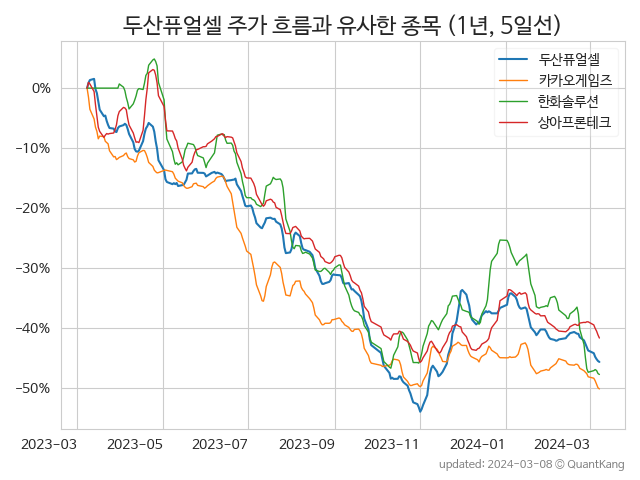 두산퓨얼셀 주가 흐름과 유사한 종목 (1년, 5일선)
두산퓨얼셀
카카오게임즈
한화솔루션
상아프론테크
0%
−10%
−20%
−30%
−40%
−50%
2023-03 2023-05 2023-07 2023-09 2023-11 2024-01 2024-03
updated: 2024-03-08 © QuantKang